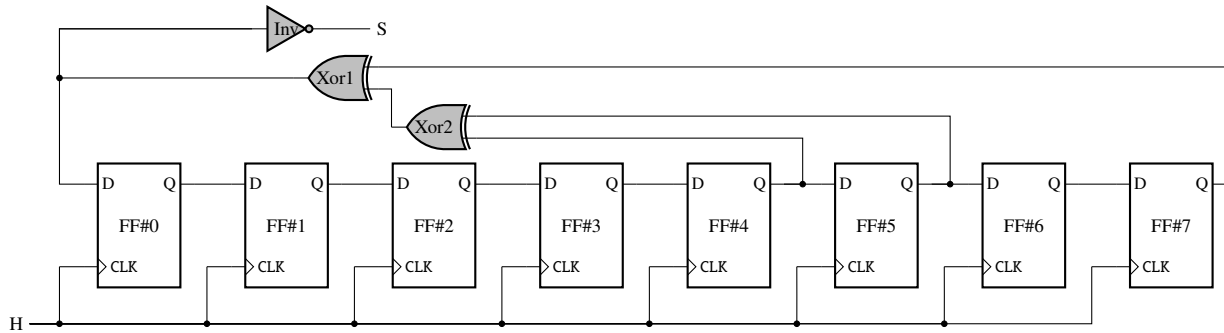 Inv S
Xor1
Xor2
D Q D Q D Q D Q D Q D Q D Q D Q
FF#0 FF#1 FF#2 FF#3 FF#4 FF#5 FF#6 FF#7
CLK CLK CLK CLK CLK CLK CLK CLK
H